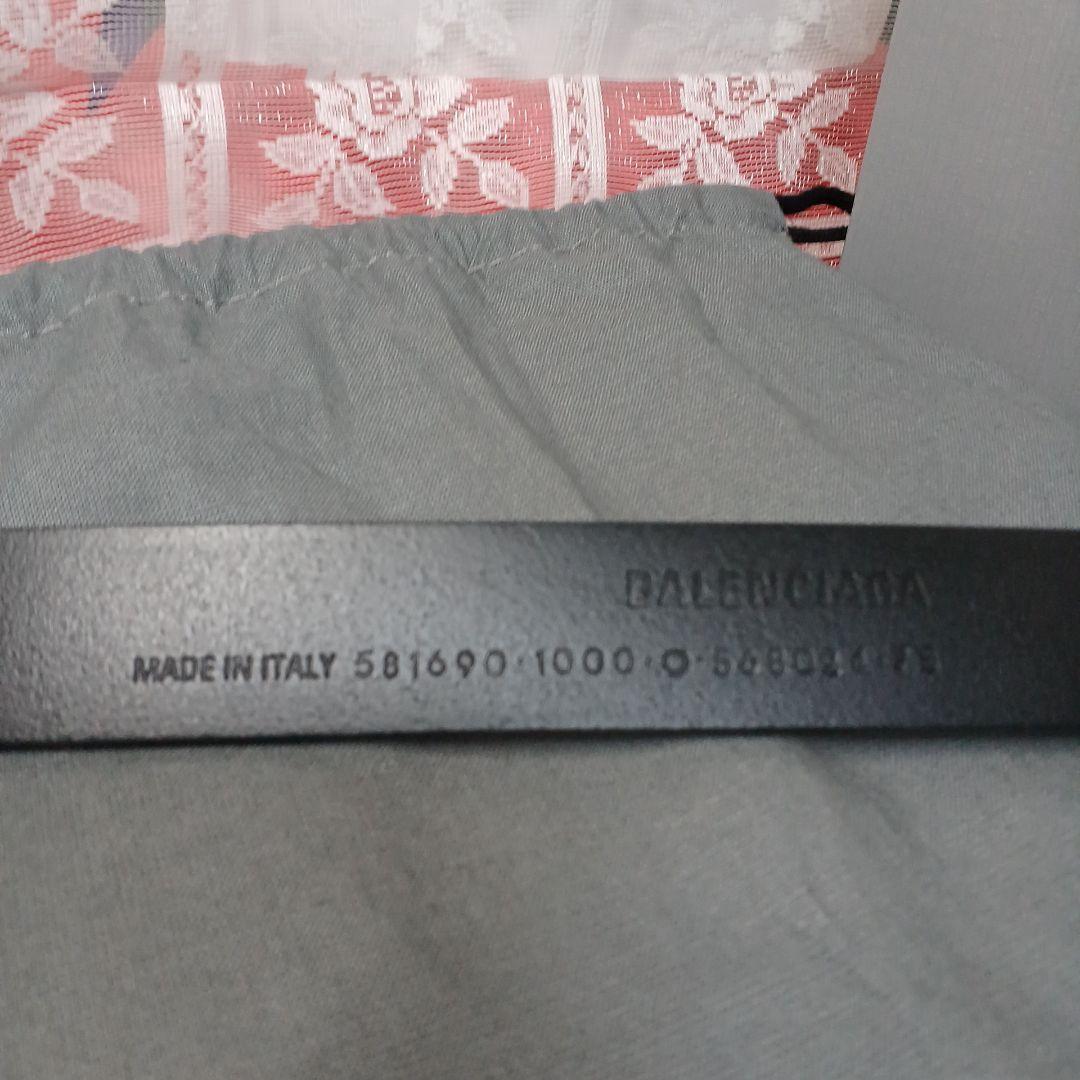 BALENCIAGA
MADE IN ITALY 581690·1000·O·